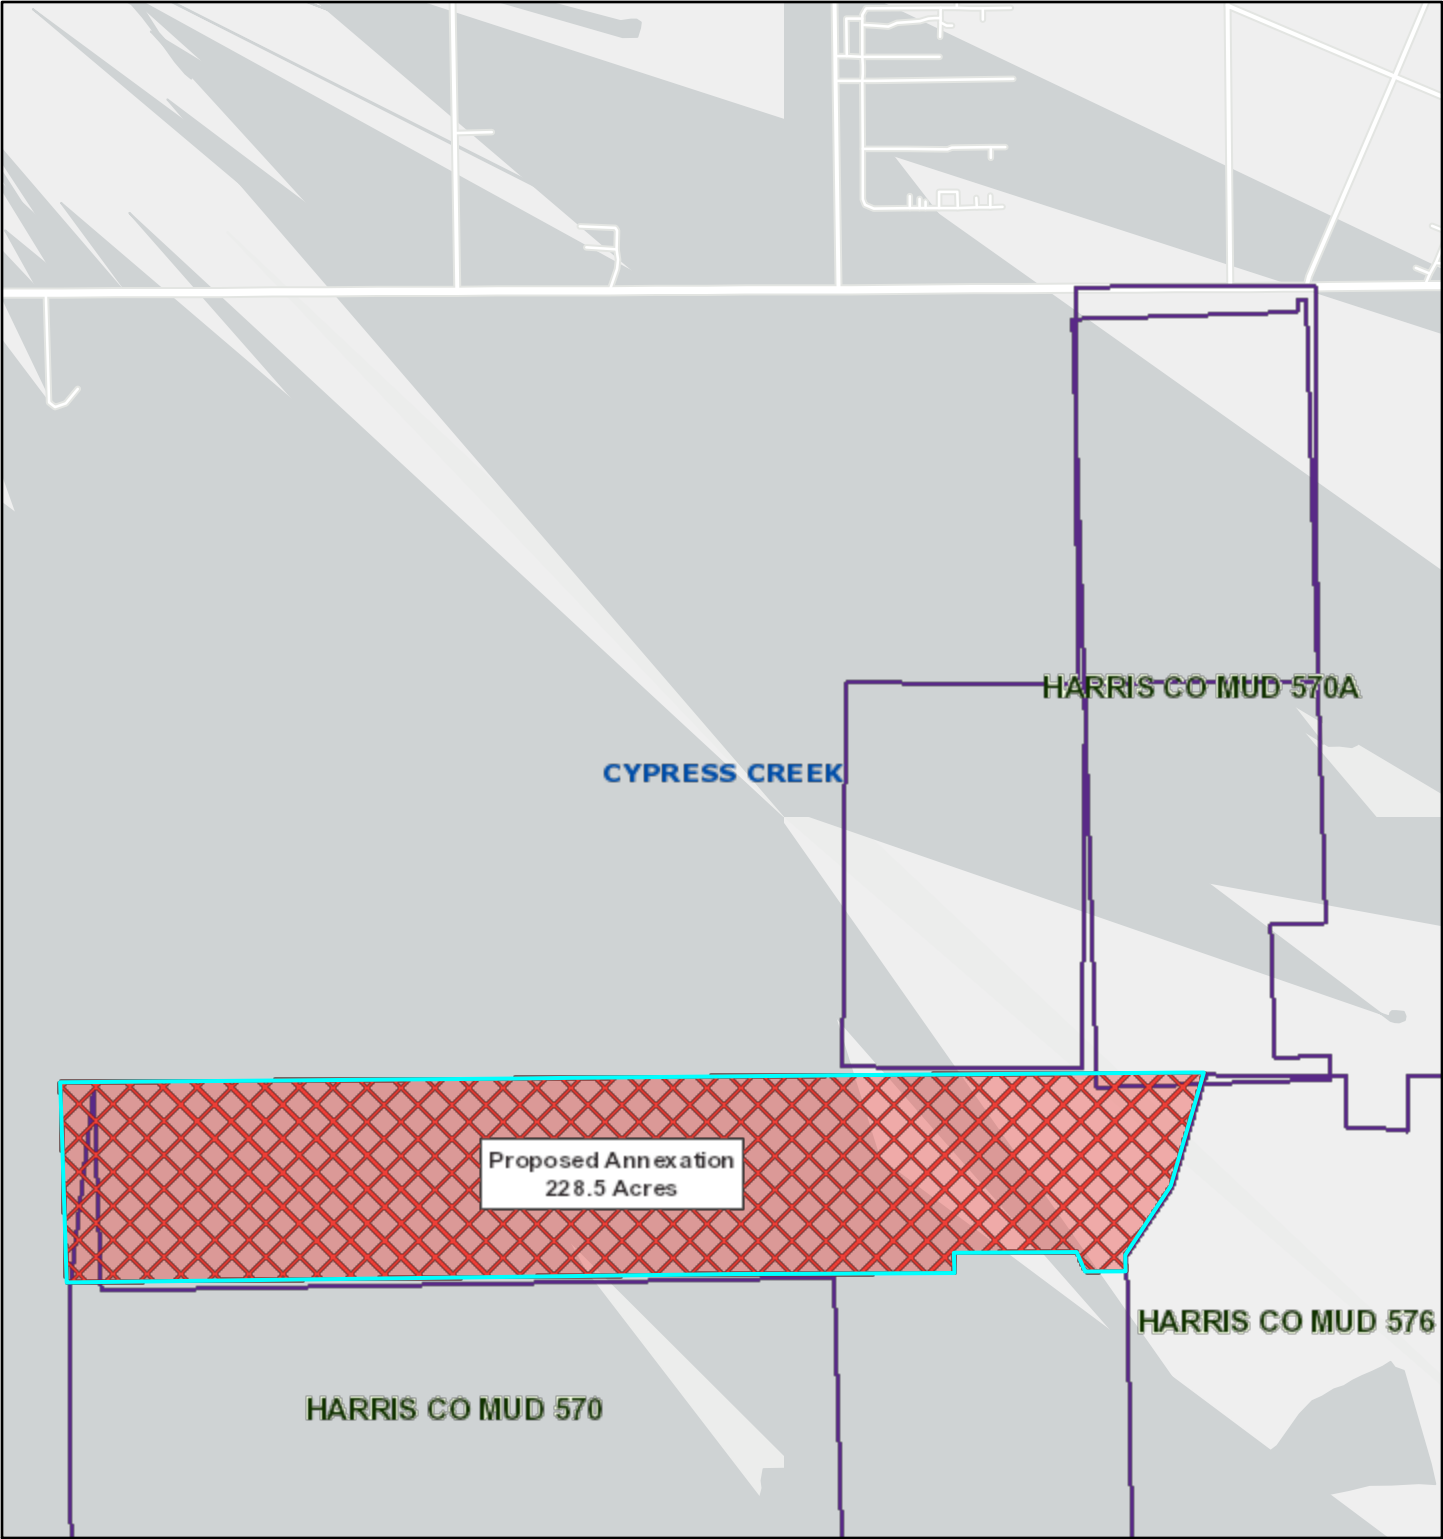 HARRIS CO MUD 570A
CYPRESS CREEK
Proposed Annexation
228.5 Acres
HARRIS CO MUD 576
HARRIS CO MUD 570